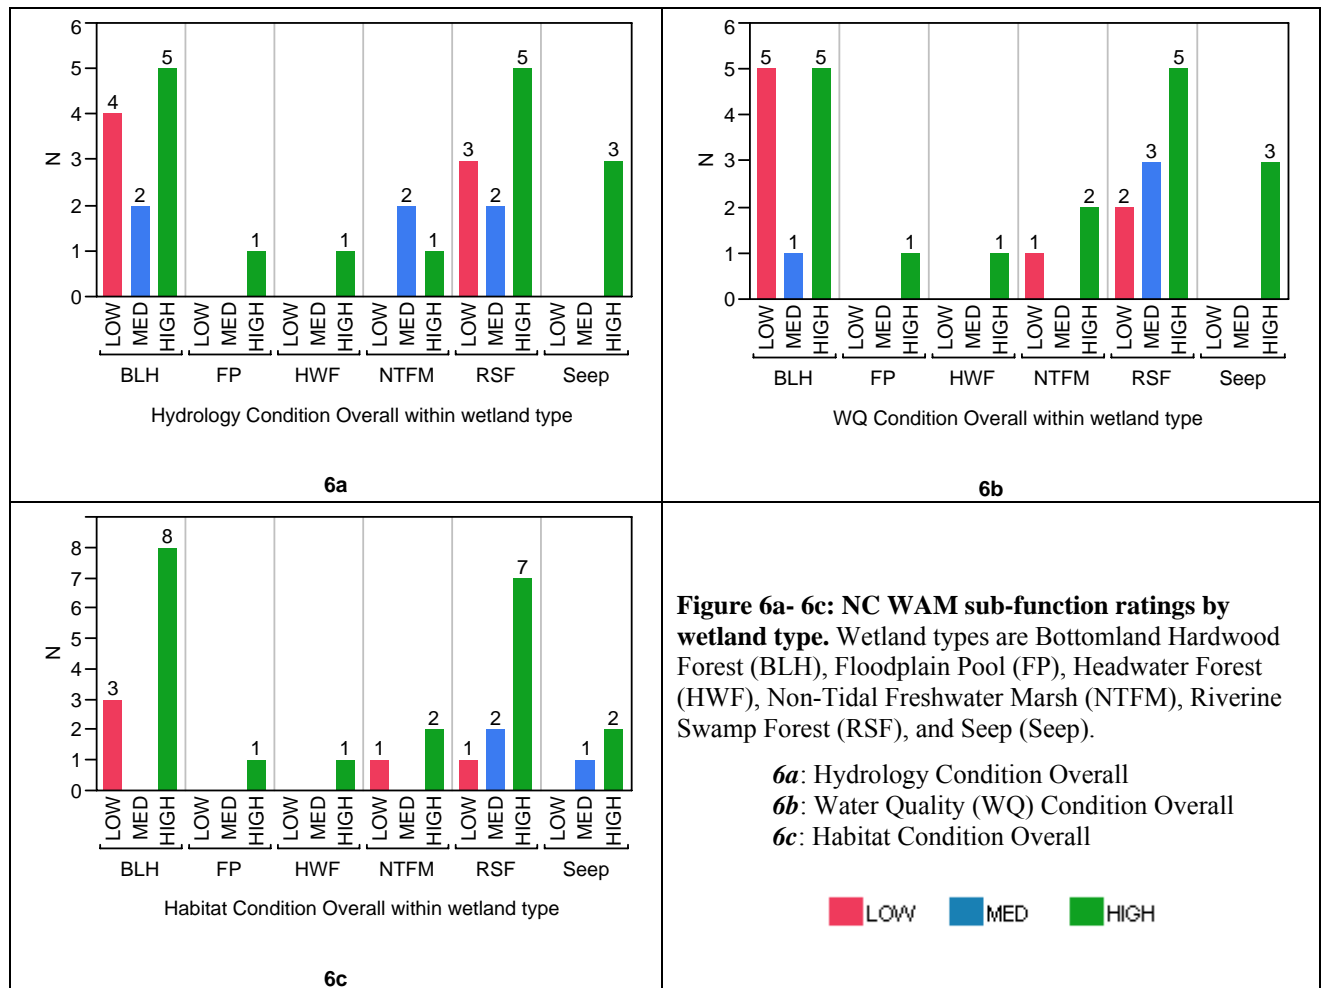 6
5
4
3
2
1
0
N
4
2
5
1
1
2
1
3
2
5
3
LOW MED HIGH LOW MED HIGH LOW MED HIGH LOW MED HIGH LOW MED HIGH LOW MED HIGH
BLH FP HWF NTFM RSF Seep
Hydrology Condition Overall within wetland type
6a
6
5
4
3
2
1
0
N
5
1
5
1
1
1
2
2
3
5
3
LOW MED HIGH LOW MED HIGH LOW MED HIGH LOW MED HIGH LOW MED HIGH LOW MED HIGH
BLH FP HWF NTFM RSF Seep
WQ Condition Overall within wetland type
6b
8
7
6
5
4
3
2
1
0
N
3
8
1
1
1
2
1
2
7
1
2
LOW MED HIGH LOW MED HIGH LOW MED HIGH LOW MED HIGH LOW MED HIGH LOW MED HIGH
BLH FP HWF NTFM RSF Seep
Habitat Condition Overall within wetland type
6c
Figure 6a- 6c: NC WAM sub-function ratings by
wetland type. Wetland types are Bottomland Hardwood
Forest (BLH), Floodplain Pool (FP), Headwater Forest
(HWF), Non-Tidal Freshwater Marsh (NTFM), Riverine
Swamp Forest (RSF), and Seep (Seep).
6a: Hydrology Condition Overall
6b: Water Quality (WQ) Condition Overall
6c: Habitat Condition Overall
LOW MED HIGH